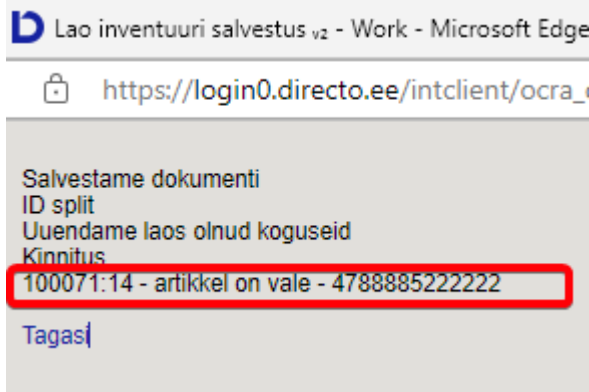 Lao inventuuri salvestus v2 - Work - Microsoft Edge
https://login0.directo.ee/intclient/ocra_
Salvestame dokumenti
ID split
Uuendame laos olnud koguseid
Kinnitus
100071:14 - artikkel on vale - 4788885222222
Tagasi